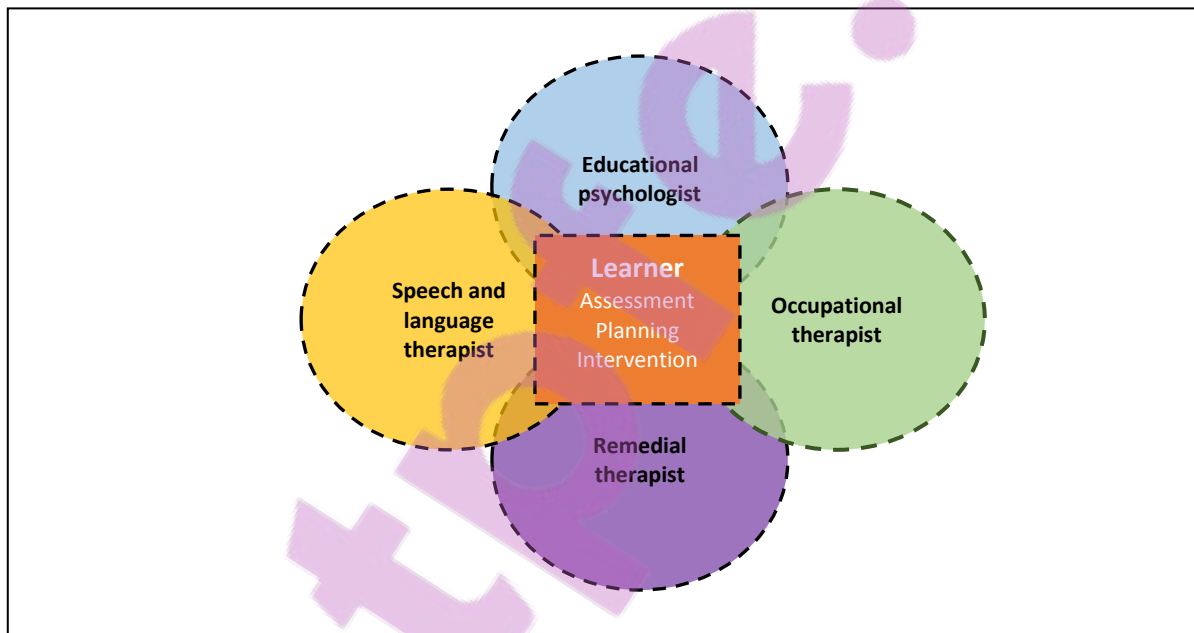 Educational
psychologist
Speech and
language
therapist
Learner
Assessment
Planning
Intervention
Occupational
therapist
Remedial
therapist